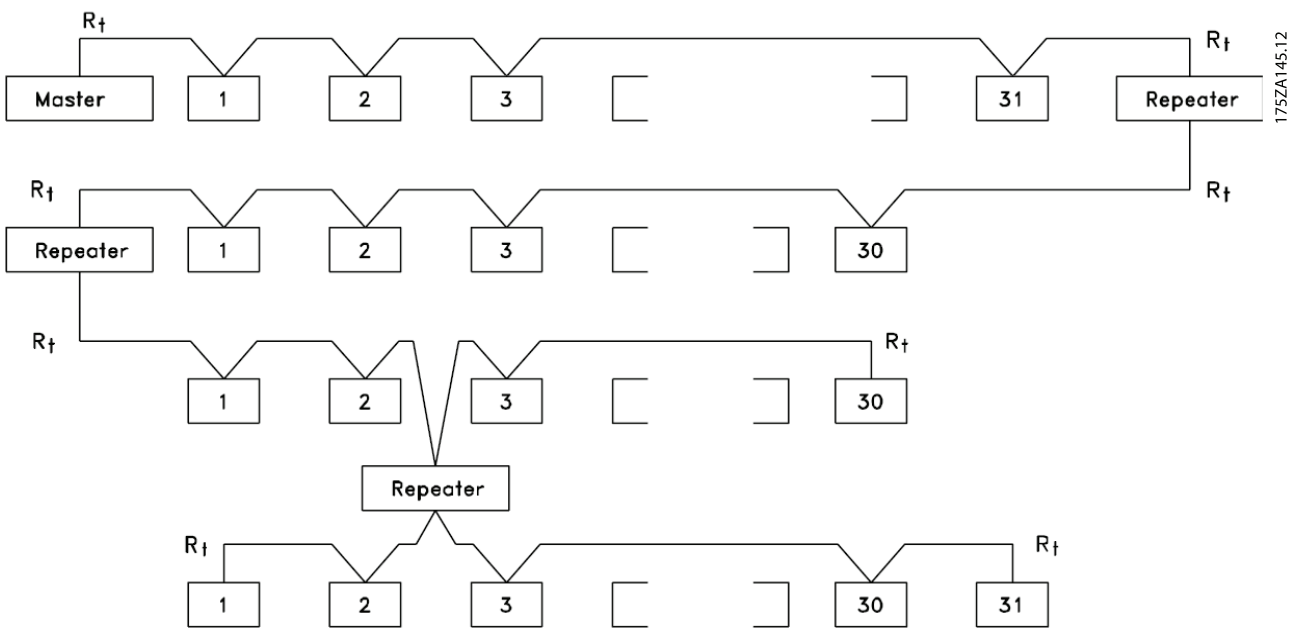 Rt
Rt
Master 1 2 3 31 Repeater
175ZA145.12
Rt
Rt
Repeater 1 2 3 30
Rt
Rt
1 2 3 30
Repeater
Rt
Rt
1 2 3 30 31